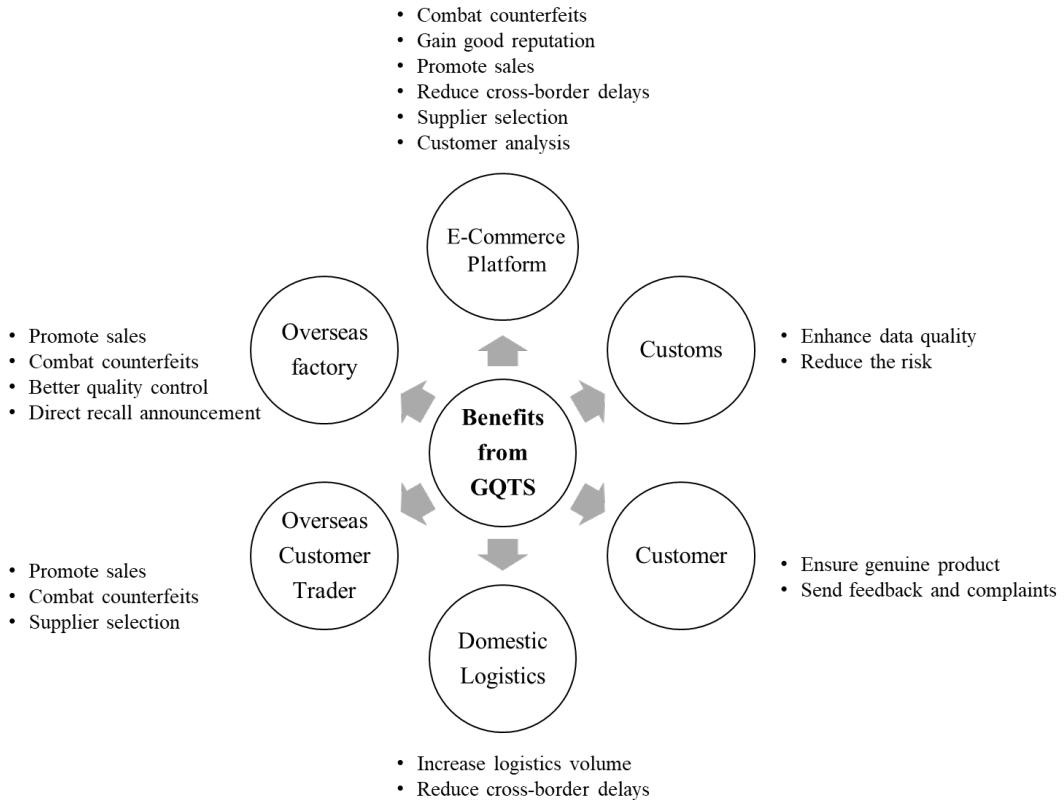 • Combat counterfeits
• Gain good reputation
• Promote sales
• Reduce cross-border delays
• Supplier selection
• Customer analysis
E-Commerce
Platform
• Promote sales
• Combat counterfeits
• Better quality control
• Direct recall announcement
Overseas
factory
Customs
• Enhance data quality
• Reduce the risk
Benefits
from
GQTS
• Promote sales
• Combat counterfeits
• Supplier selection
Overseas
Customer
Trader
Customer
• Ensure genuine product
• Send feedback and complaints
Domestic
Logistics
• Increase logistics volume
• Reduce cross-border delays